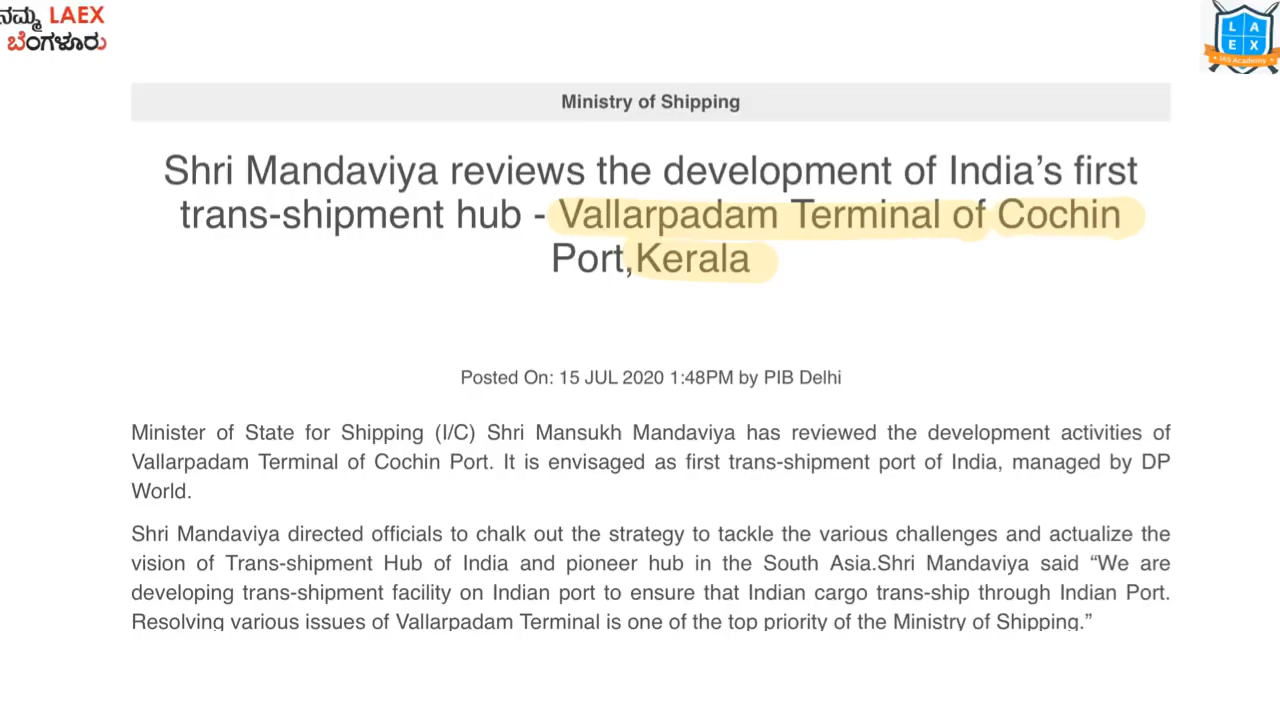 ನಮ್ಮ LAEX
ಬೆಂಗಳೂರು
L A
E X
IAS Academy
Ministry of Shipping
Shri Mandaviya reviews the development of India’s first
trans-shipment hub - Vallarpadam Terminal of Cochin
Port,Kerala
Posted On: 15 JUL 2020 1:48PM by PIB Delhi
Minister of State for Shipping (I/C) Shri Mansukh Mandaviya has reviewed the development activities of
Vallarpadam Terminal of Cochin Port. It is envisaged as first trans-shipment port of India, managed by DP
World.
Shri Mandaviya directed officials to chalk out the strategy to tackle the various challenges and actualize the
vision of Trans-shipment Hub of India and pioneer hub in the South Asia.Shri Mandaviya said “We are
developing trans-shipment facility on Indian port to ensure that Indian cargo trans-ship through Indian Port.
Resolving various issues of Vallarpadam Terminal is one of the top priority of the Ministry of Shipping.”